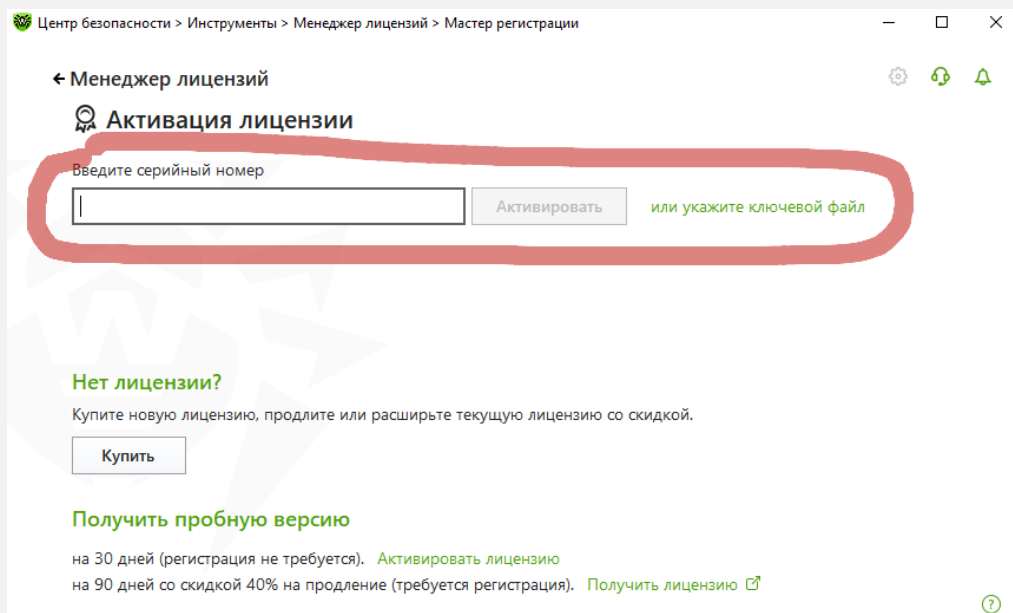 Центр безопасности > Инструменты > Менеджер лицензий > Мастер регистрации
Менеджер лицензий
Активация лицензии
Введите серийный номер
Активировать или укажите ключевой файл
Нет лицензии?
Купите новую лицензию, продлите или расширьте текущую лицензию со скидкой.
Купить
Получить пробную версию
на 30 дней (регистрация не требуется). Активировать лицензию
на 90 дней со скидкой 40% на продление (требуется регистрация). Получить лицензию